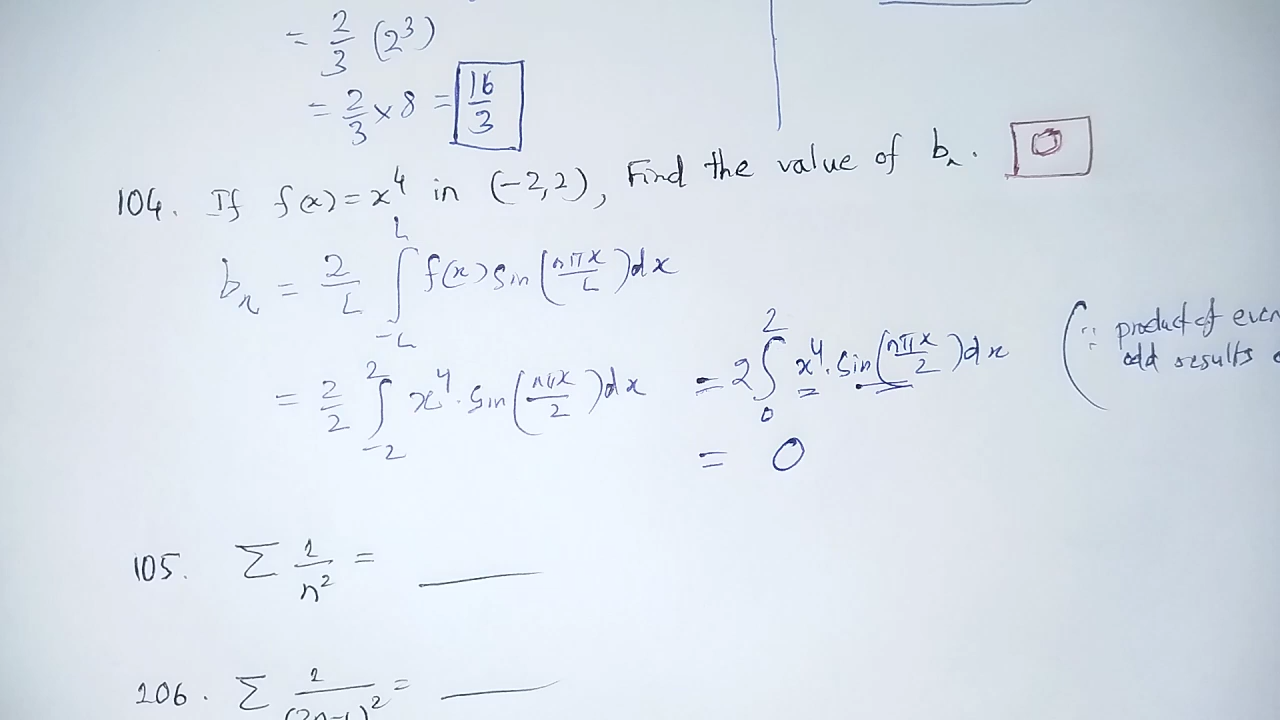 = 2/3 (2³)
= 2/3 × 8 = 16/3
104. If f(x) = x⁴ in (-2,2), Find the value of bₙ. 0
bₙ = 2/L ∫_{-L}^{L} f(x) sin(nπx/L) dx
= 2/2 ∫_{-2}^{2} x⁴. sin(nπx/2) dx = 2∫_{0}^{2} x⁴. sin(nπx/2) dx (∵ product of even
odd results
= 0
105. Σ 1/n² = ____
106. Σ 1/(2n-1)² = ____